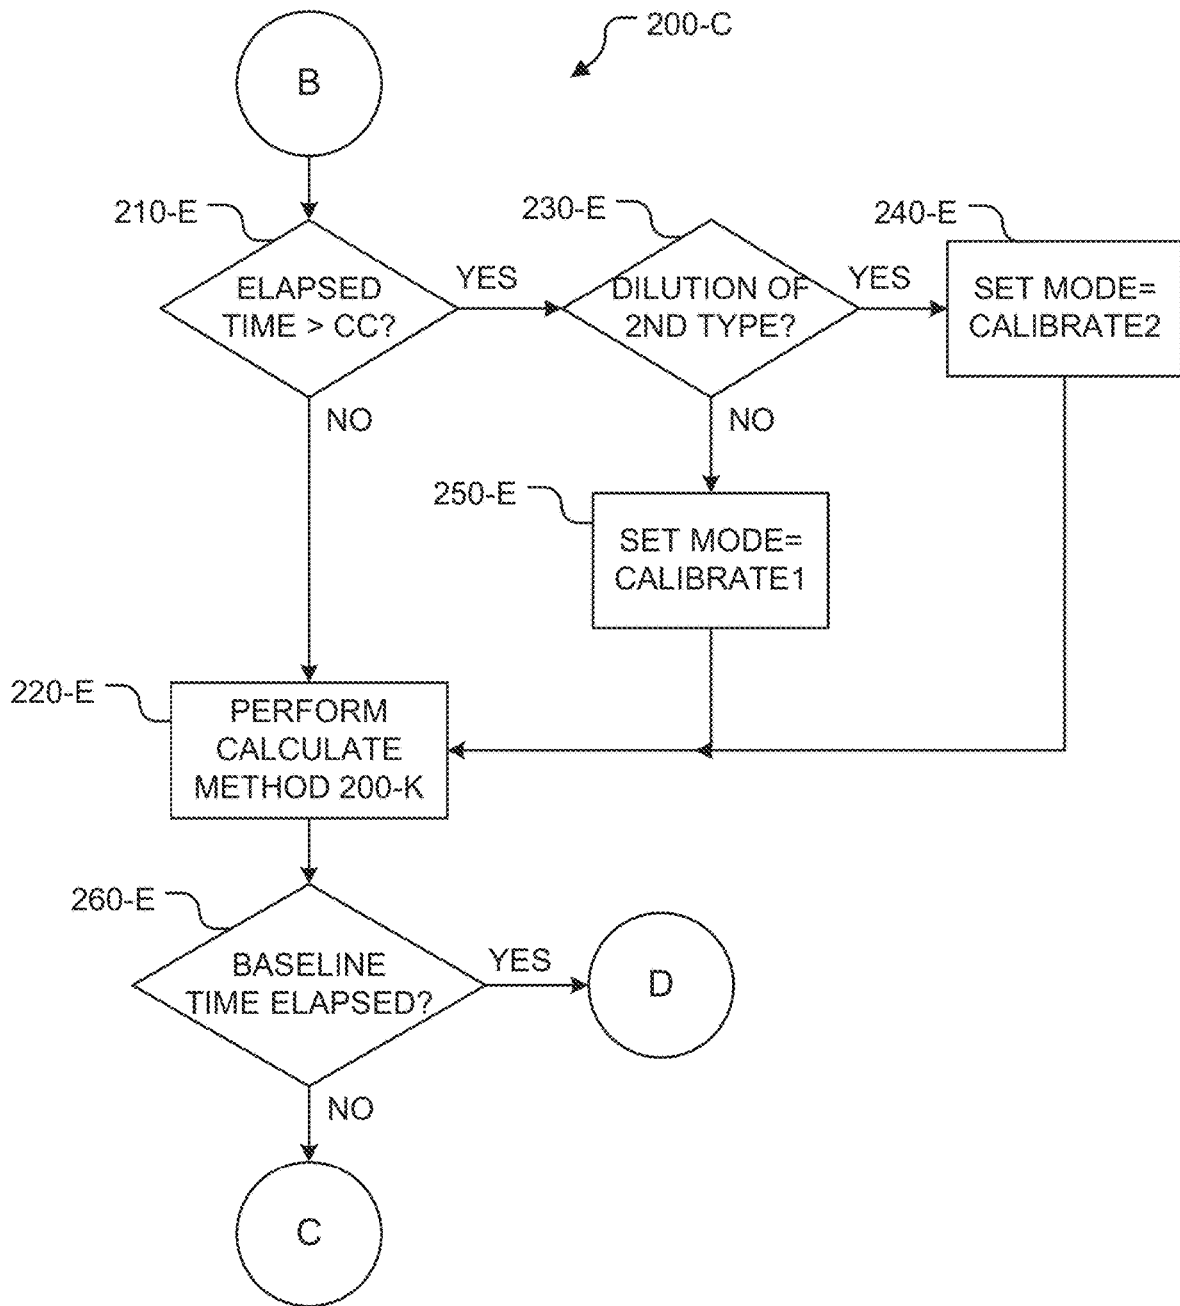 200-C
B
210-E
230-E
240-E
ELAPSED
TIME > CC?
YES
DILUTION OF
2ND TYPE?
YES
SET MODE=
CALIBRATE2
NO
NO
250-E
SET MODE=
CALIBRATE1
220-E
PERFORM
CALCULATE
METHOD 200-K
260-E
BASELINE
TIME ELAPSED?
YES
D
NO
C